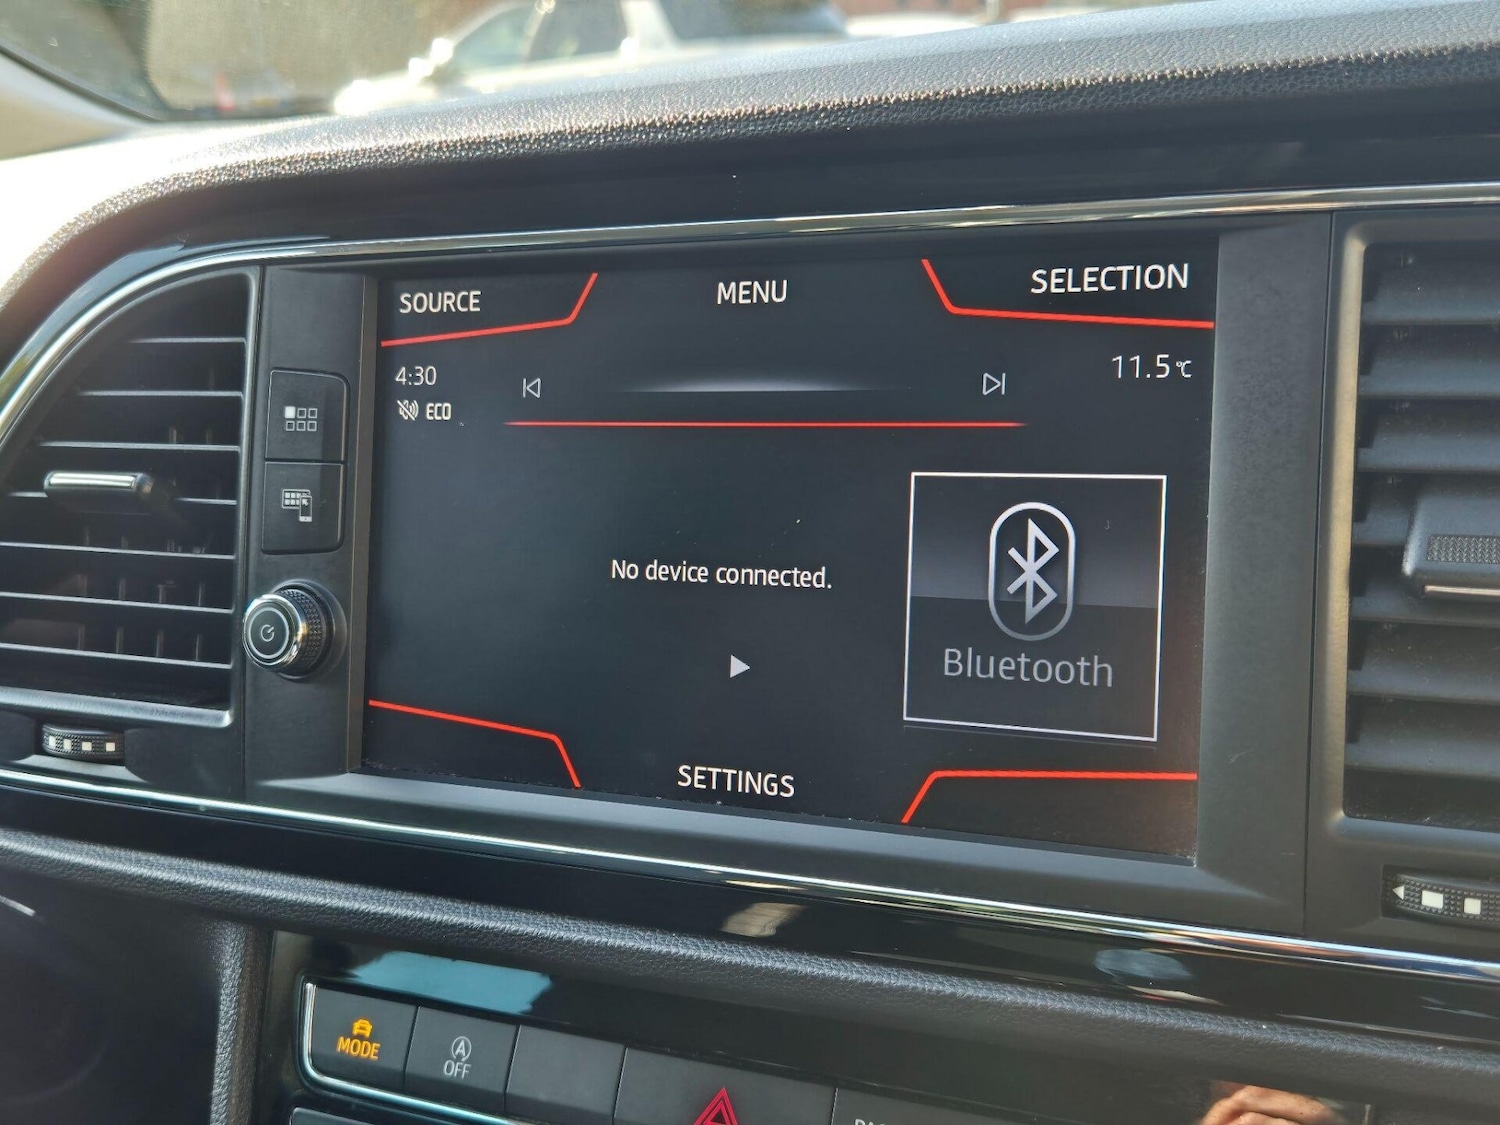 SOURCE
MENU
SELECTION
4:30
11.5℃
ECO
No device connected.
Bluetooth
SETTINGS
MODE
A
OFF